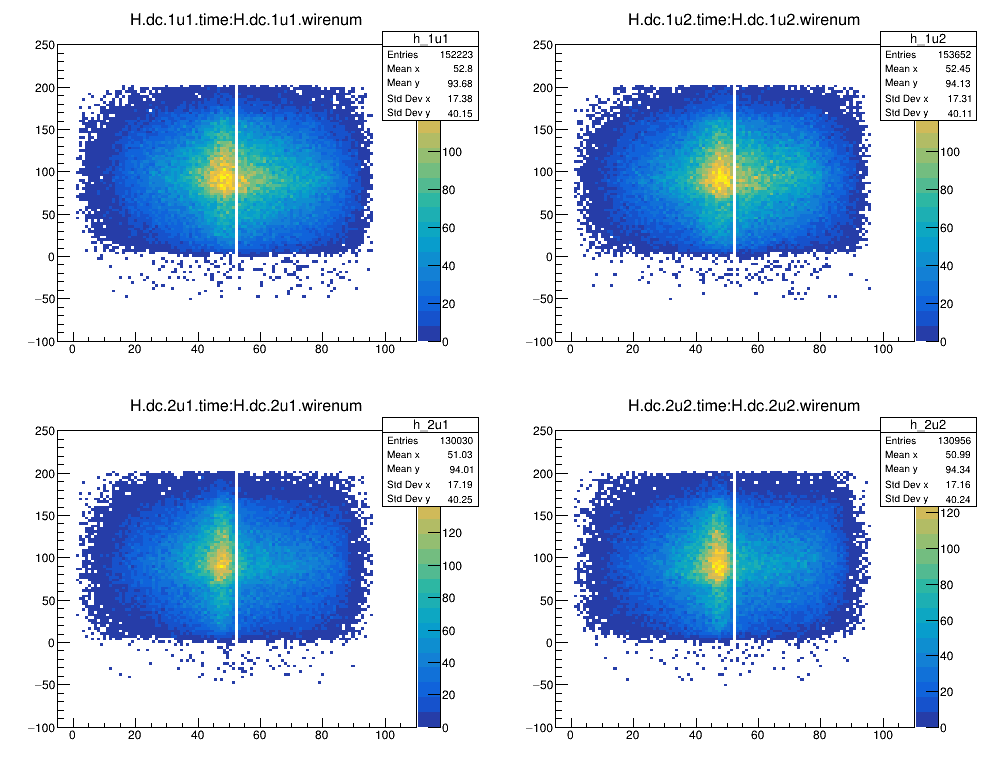 H.dc.1u1.time:H.dc.1u1.wirenum
h_1u1
Entries 152223
Mean x 52.8
Mean y 93.68
Std Dev x 17.38
Std Dev y 40.15
250
200
150
100
50
0
−50
−100
0 20 40 60 80 100
100
80
60
40
20
0
H.dc.1u2.time:H.dc.1u2.wirenum
h_1u2
Entries 153652
Mean x 52.45
Mean y 94.13
Std Dev x 17.31
Std Dev y 40.11
250
200
150
100
50
0
−50
−100
0 20 40 60 80 100
100
80
60
40
20
0
H.dc.2u1.time:H.dc.2u1.wirenum
h_2u1
Entries 130030
Mean x 51.03
Mean y 94.01
Std Dev x 17.19
Std Dev y 40.25
250
200
150
100
50
0
−50
−100
0 20 40 60 80 100
120
100
80
60
40
20
0
H.dc.2u2.time:H.dc.2u2.wirenum
h_2u2
Entries 130956
Mean x 50.99
Mean y 94.34
Std Dev x 17.16
Std Dev y 40.24
250
200
150
100
50
0
−50
−100
0 20 40 60 80 100
120
100
80
60
40
20
0